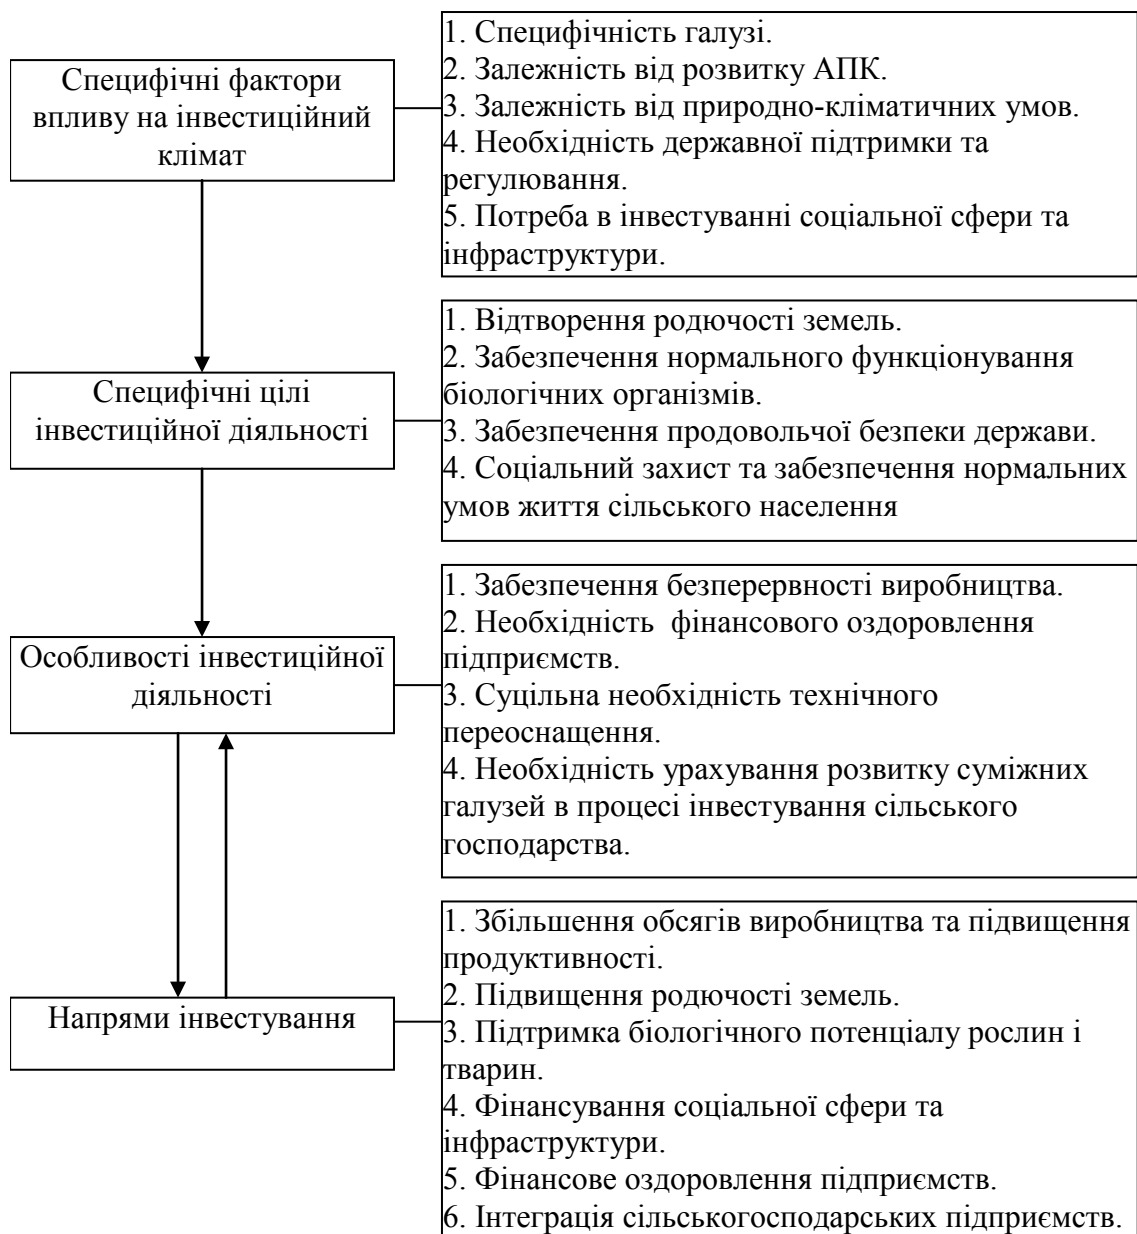 Специфічні фактори
впливу на інвестиційний
клімат
1. Специфічність галузі.
2. Залежність від розвитку АПК.
3. Залежність від природно-кліматичних умов.
4. Необхідність державної підтримки та
регулювання.
5. Потреба в інвестуванні соціальної сфери та
інфраструктури.
Специфічні цілі
інвестиційної діяльності
1. Відтворення родючості земель.
2. Забезпечення нормального функціонування
біологічних організмів.
3. Забезпечення продовольчої безпеки держави.
4. Соціальний захист та забезпечення нормальних
умов життя сільського населення
Особливості інвестиційної
діяльності
1. Забезпечення безперервності виробництва.
2. Необхідність  фінансового оздоровлення
підприємств.
3. Суцільна необхідність технічного
переоснащення.
4. Необхідність урахування розвитку суміжних
галузей в процесі інвестування сільського
господарства.
Напрями інвестування
1. Збільшення обсягів виробництва та підвищення
продуктивності.
2. Підвищення родючості земель.
3. Підтримка біологічного потенціалу рослин і
тварин.
4. Фінансування соціальної сфери та
інфраструктури.
5. Фінансове оздоровлення підприємств.
6. Інтеграція сільськогосподарських підприємств.